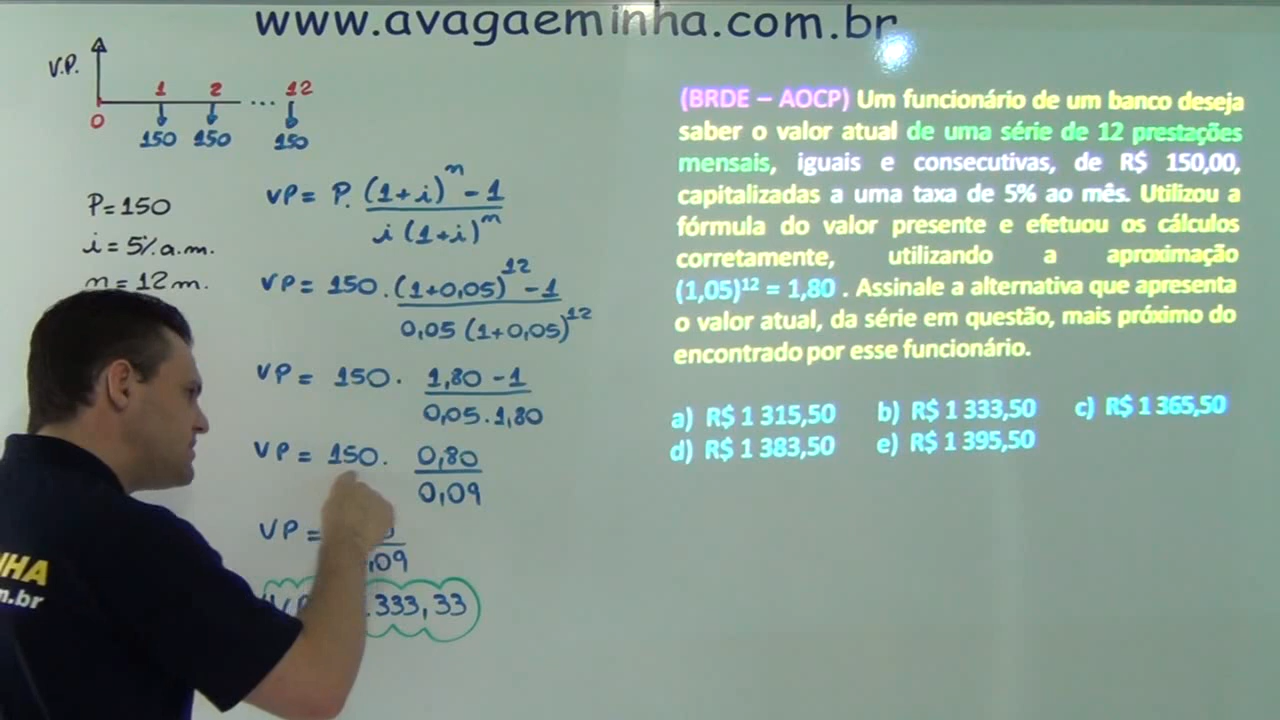 www.avagaeminha.com.br
V.P.
1 2 ... 12
0
150 150 150
P=150
i = 5% a.m.
n = 12 m.
VP = P. (1+i)^n - 1
i (1+i)^n
VP = 150 . (1+0,05)^12 - 1
0,05 (1+0,05)^12
VP = 150 . 1,80 - 1
0,05 . 1,80
VP = 150 . 0,80
0,09
VP =
,09
.333,33
(BRDE – AOCP) Um funcionário de um banco deseja
saber o valor atual de uma série de 12 prestações
mensais, iguais e consecutivas, de R$ 150,00,
capitalizadas a uma taxa de 5% ao mês. Utilizou a
fórmula do valor presente e efetuou os cálculos
corretamente, utilizando a aproximação
(1,05)¹² = 1,80 . Assinale a alternativa que apresenta
o valor atual, da série em questão, mais próximo do
encontrado por esse funcionário.
a) R$ 1 315,50 b) R$ 1 333,50 c) R$ 1 365,50
d) R$ 1 383,50 e) R$ 1 395,50
HA
m.br